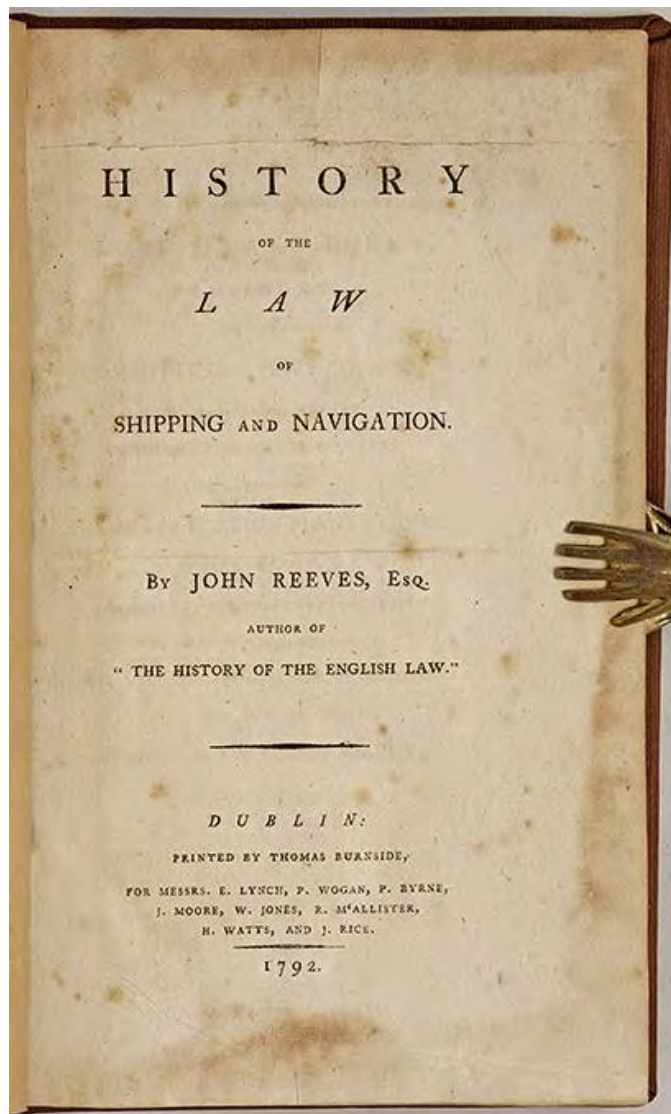 HISTORY
OF THE
LAW
OF
SHIPPING AND NAVIGATION.
BY JOHN REEVES, ESQ.
AUTHOR OF
“ THE HISTORY OF THE ENGLISH LAW.”
DUBLIN:
PRINTED BY THOMAS BURNSIDE,
FOR MESSRS. E. LYNCH, P. WOGAN, P. BYRNE,
J. MOORE, W. JONES, R. M‘ALLISTER,
H. WATTS, AND J. RICE.
1792.